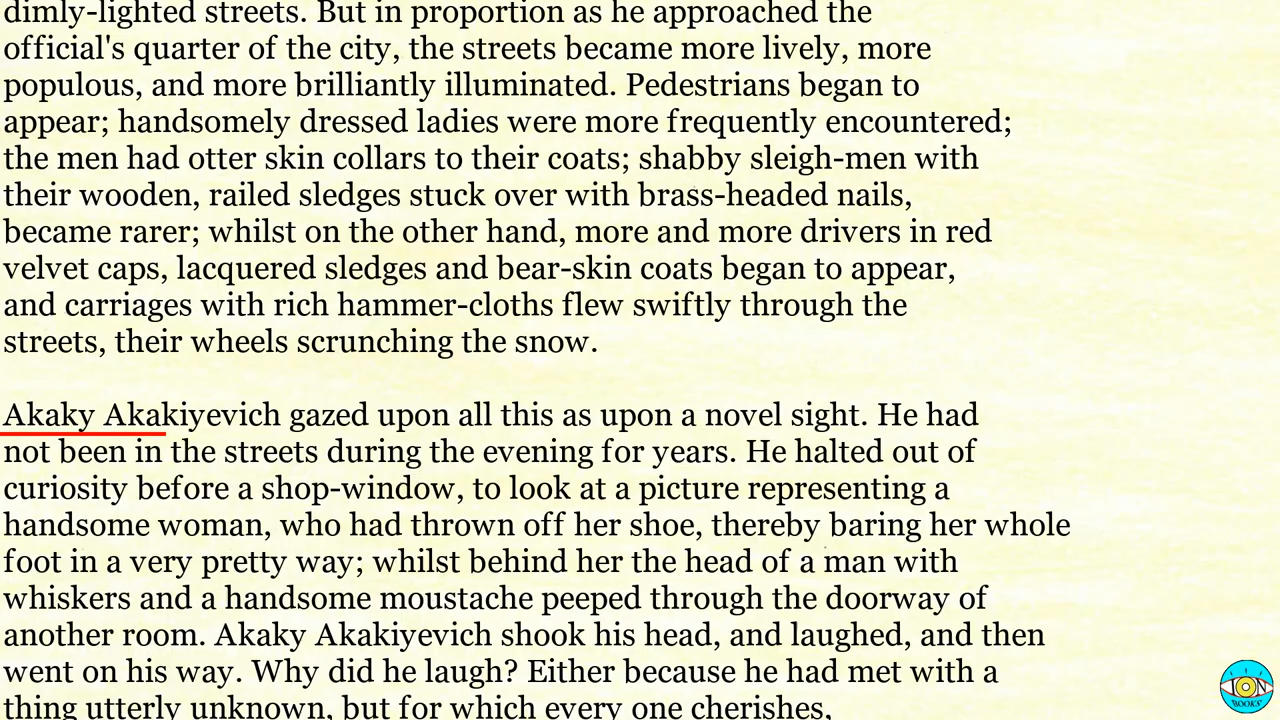 dimly-lighted streets. But in proportion as he approached the
official's quarter of the city, the streets became more lively, more
populous, and more brilliantly illuminated. Pedestrians began to
appear; handsomely dressed ladies were more frequently encountered;
the men had otter skin collars to their coats; shabby sleigh-men with
their wooden, railed sledges stuck over with brass-headed nails,
became rarer; whilst on the other hand, more and more drivers in red
velvet caps, lacquered sledges and bear-skin coats began to appear,
and carriages with rich hammer-cloths flew swiftly through the
streets, their wheels scrunching the snow.
Akaky Akakiyevich gazed upon all this as upon a novel sight. He had
not been in the streets during the evening for years. He halted out of
curiosity before a shop-window, to look at a picture representing a
handsome woman, who had thrown off her shoe, thereby baring her whole
foot in a very pretty way; whilst behind her the head of a man with
whiskers and a handsome moustache peeped through the doorway of
another room. Akaky Akakiyevich shook his head, and laughed, and then
went on his way. Why did he laugh? Either because he had met with a
thing utterly unknown, but for which every one cherishes,
ION
BOOKS